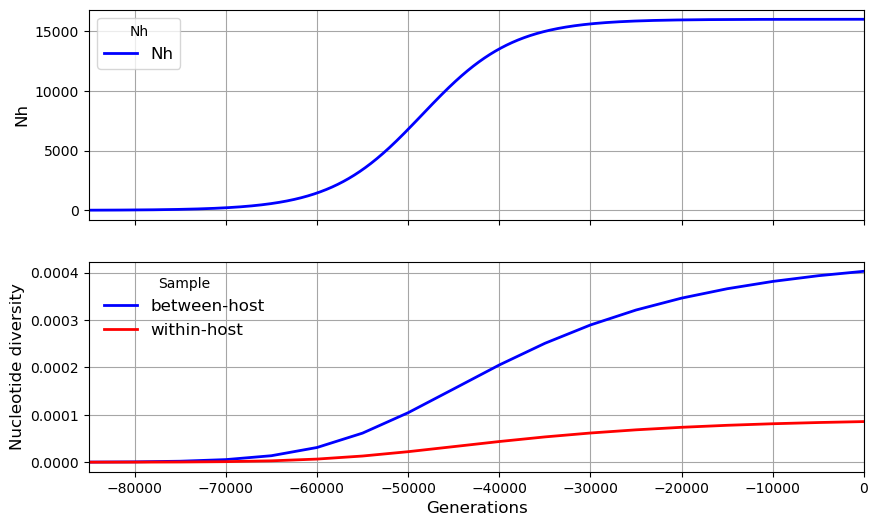 Nh
Nh
Nh
15000
10000
5000
0
Nucleotide diversity
Sample
between-host
within-host
0.0004
0.0003
0.0002
0.0001
0.0000
−80000 −70000 −60000 −50000 −40000 −30000 −20000 −10000 0
Generations